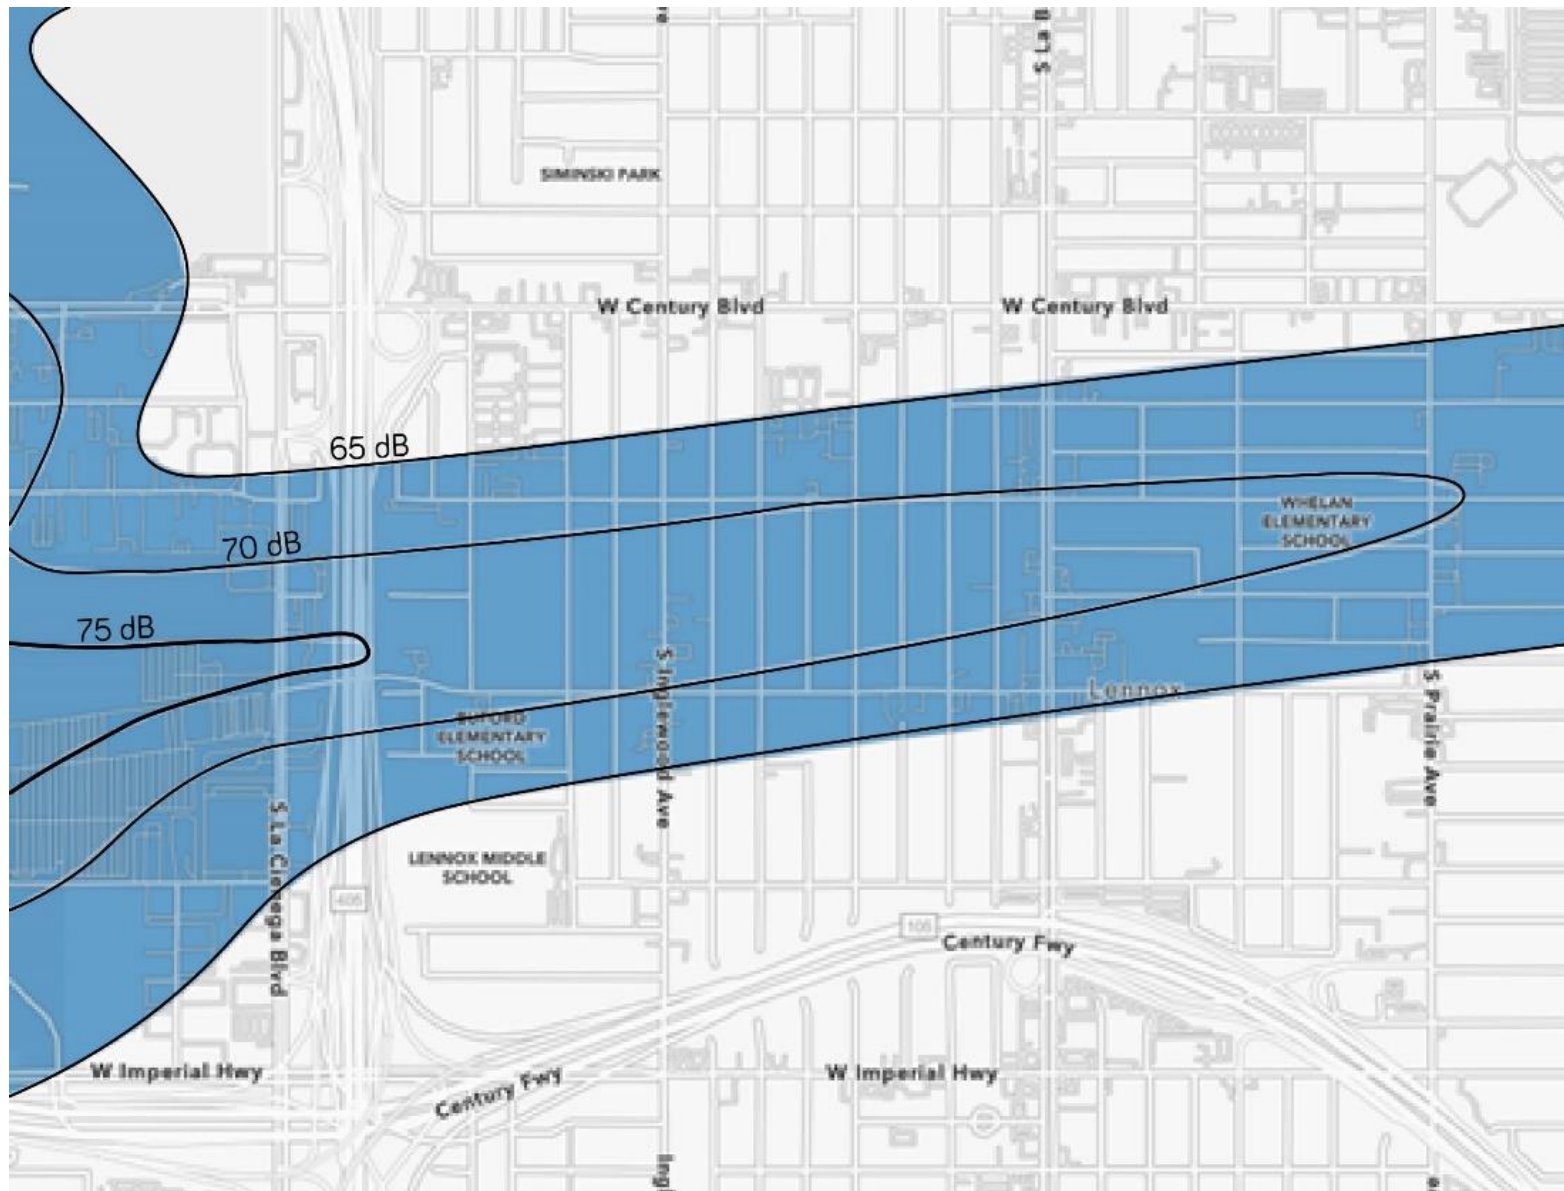 S La B
SIMINSKI PARK
W Century Blvd
W Century Blvd
65 dB
WHELAN
ELEMENTARY
SCHOOL
70 dB
75 dB
S Inglewood Ave
Lennox
S Prairie Ave
BUFORD
ELEMENTARY
SCHOOL
S La Cienega Blvd
LENNOX MIDDLE
SCHOOL
405
105
Century Fwy
W Imperial Hwy
Century Fwy
W Imperial Hwy
Ingl